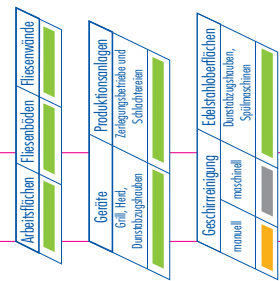 Arbeitsflächen
Fliesenböden
Fliesenwände
Geräte
Grill, Herd,
Dunstabzugshauben
Produktionsanlagen
Zerlegungsbetriebe und
Schlachtereien
Geschirrreinigung
manuell
maschinell
Edelstahloberflächen
Dunstabzugshauben,
Spülmaschinen